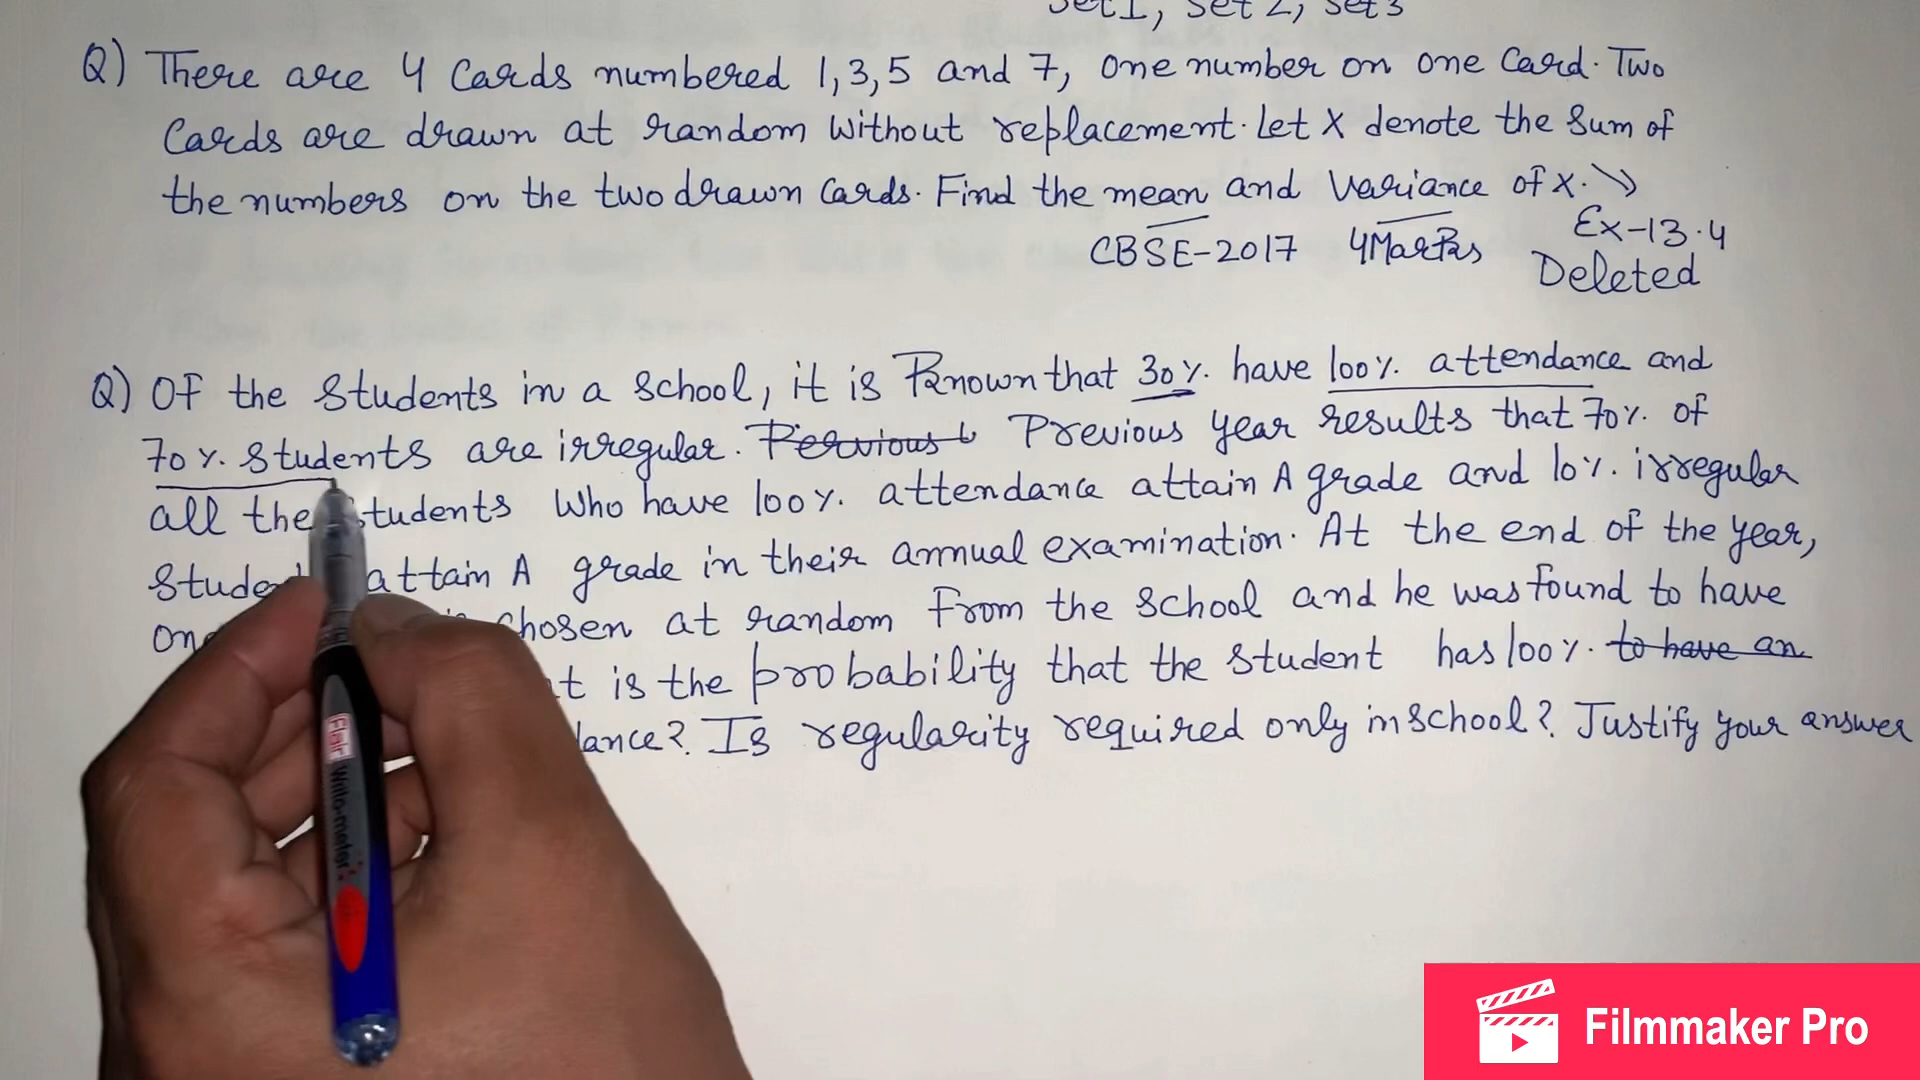 Set 1, Set 2, Set 3
Q) There are 4 Cards numbered 1, 3, 5 and 7, one number on one Card. Two
Cards are drawn at random without replacement. Let X denote the Sum of
the numbers on the two drawn Cards. Find the mean and Variance of X.
CBSE-2017 4 Marks Ex-13.4
Deleted
Q) OF the Students in a School, it is known that 30%. have 100%. attendance and
70%. Students are irregular. Previous year results that 70%. of
all the Students who have 100%. attendance attain A grade and 10%. irregular
attain A grade in their annual examination. At the end of the year,
chosen at random from the School and he was found to have
is the probability that the Student has 100%. to have an
Is regularity required only in School? Justify your answer
Flair
Writo-meter
Filmmaker Pro